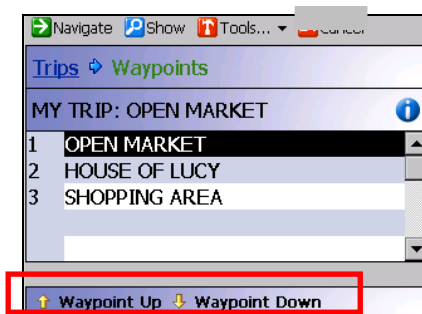 Navigate Show Tools...
Trips Waypoints
MY TRIP: OPEN MARKET
1 OPEN MARKET
2 HOUSE OF LUCY
3 SHOPPING AREA
Waypoint Up Waypoint Down